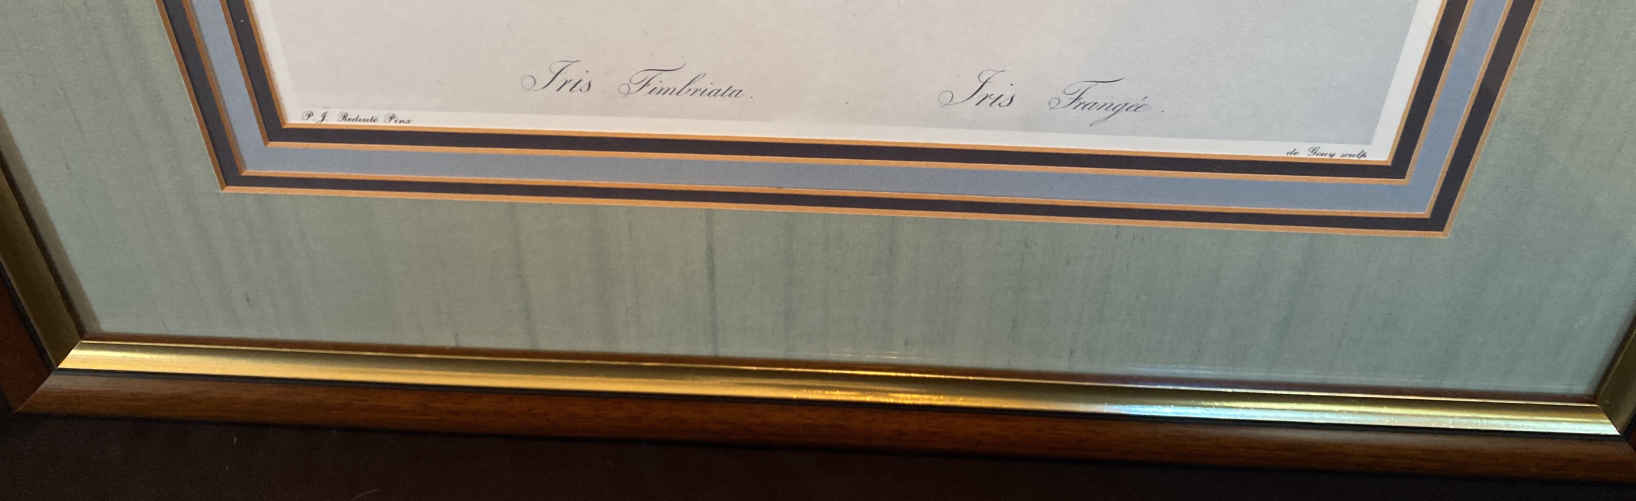 Iris Fimbriata. Iris Frangée.
P. J. Redouté Pinx de Gouy sculp